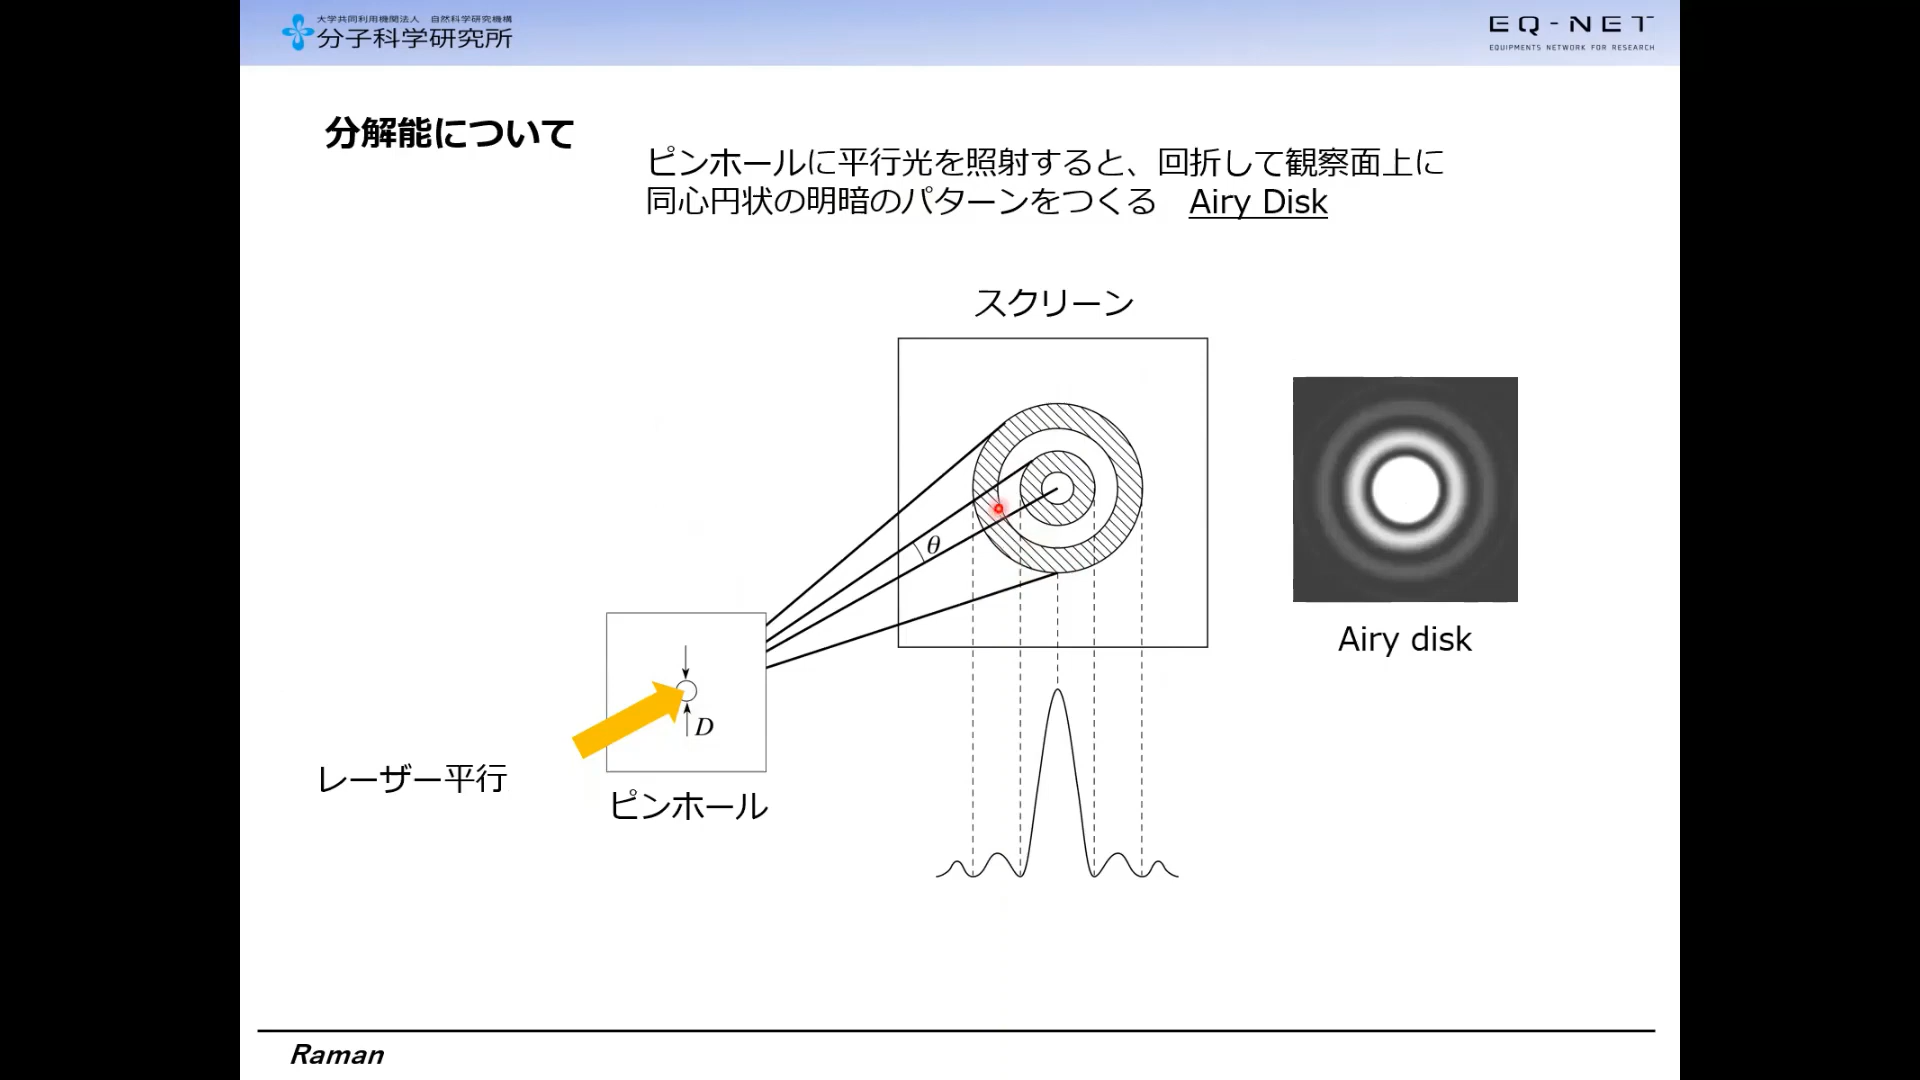 大学共同利用機関法人 自然科学研究機構
分子科学研究所
EQ-NET
EQUIPMENTS NETWORK FOR RESEARCH
分解能について
ピンホールに平行光を照射すると、回折して観察面上に
同心円状の明暗のパターンをつくる Airy Disk
スクリーン
θ
Airy disk
D
レーザー平行
ピンホール
Raman